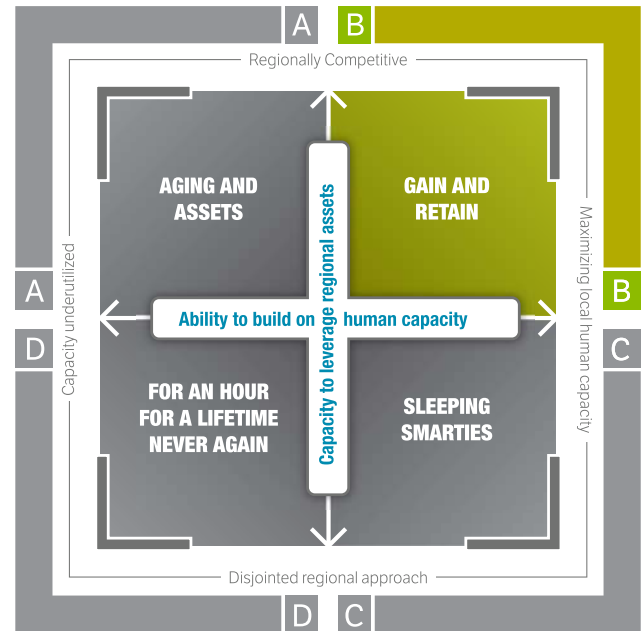 A
B
Regionally Competitive
AGING AND
ASSETS
GAIN AND
RETAIN
Capacity underutilized
Maximizing local human capacity
A
B
Ability to build on human capacity
Capacity to leverage regional assets
D
C
FOR AN HOUR
FOR A LIFETIME
NEVER AGAIN
SLEEPING
SMARTIES
Disjointed regional approach
D
C